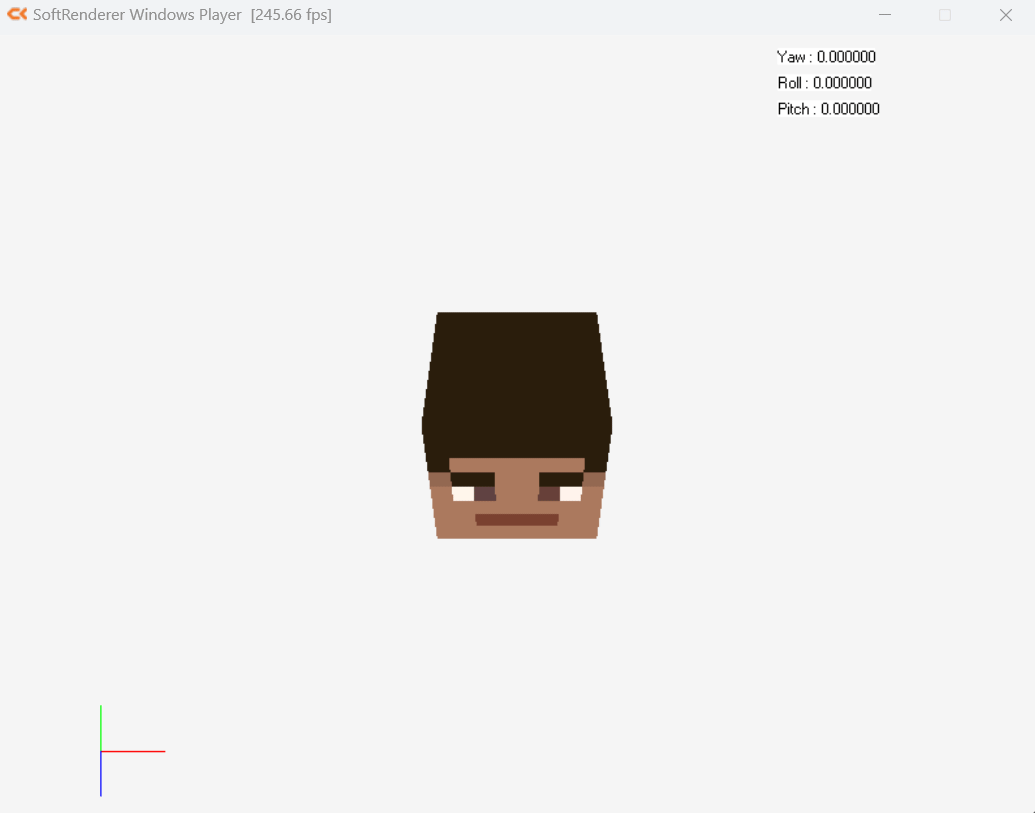 SoftRenderer Windows Player [245.66 fps]
Yaw : 0.000000
Roll : 0.000000
Pitch : 0.000000